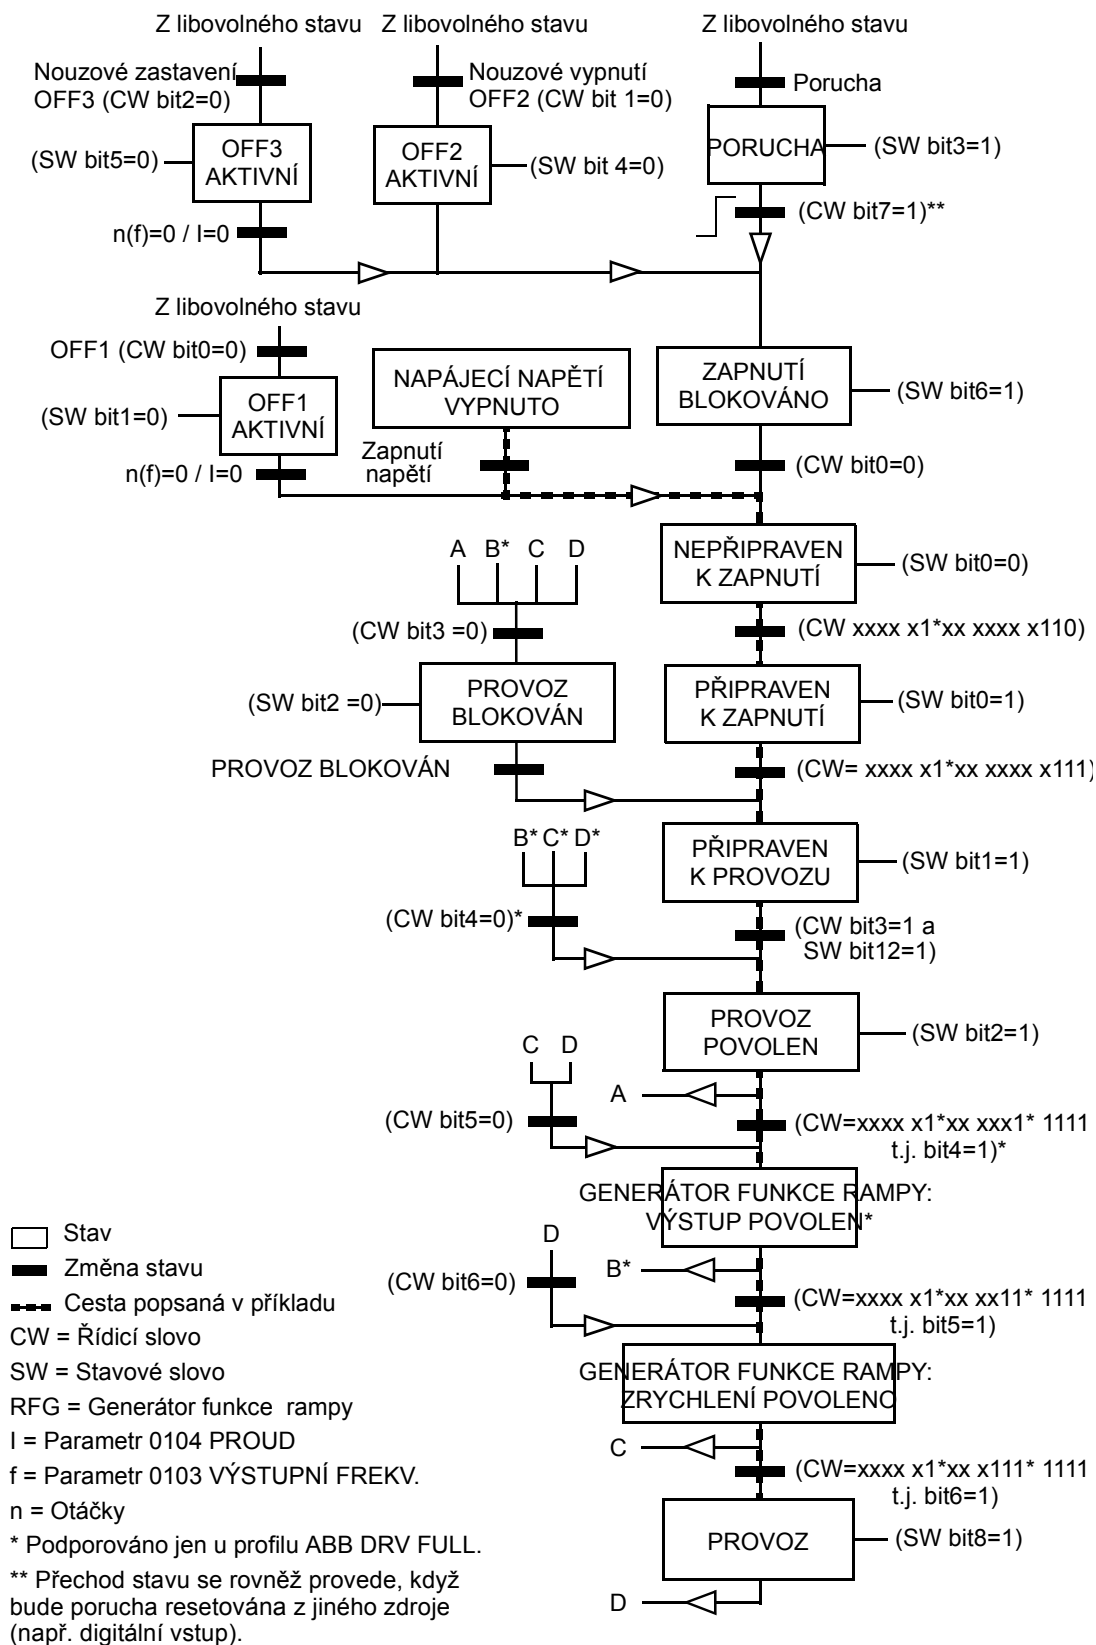 Z libovolného stavu
Z libovolného stavu
Z libovolného stavu
Nouzové zastavení
OFF3 (CW bit2=0)
Nouzové vypnutí
OFF2 (CW bit 1=0)
Porucha
(SW bit5=0)
OFF3
AKTIVNÍ
OFF2
AKTIVNÍ
(SW bit 4=0)
PORUCHA
(SW bit3=1)
n(f)=0 / I=0
(CW bit7=1)**
Z libovolného stavu
OFF1 (CW bit0=0)
(SW bit1=0)
OFF1
AKTIVNÍ
NAPÁJECÍ NAPĚTÍ
VYPNUTO
ZAPNUTÍ
BLOKOVÁNO
(SW bit6=1)
n(f)=0 / I=0
Zapnutí
napětí
(CW bit0=0)
A B* C D
NEPŘIPRAVEN
K ZAPNUTÍ
(SW bit0=0)
(CW bit3 =0)
(CW xxxx x1*xx xxxx x110)
(SW bit2 =0)
PROVOZ
BLOKOVÁN
PŘIPRAVEN
K ZAPNUTÍ
(SW bit0=1)
PROVOZ BLOKOVÁN
(CW= xxxx x1*xx xxxx x111)
B* C* D*
PŘIPRAVEN
K PROVOZU
(SW bit1=1)
(CW bit4=0)*
(CW bit3=1 a
SW bit12=1)
PROVOZ
POVOLEN
(SW bit2=1)
C D
A
(CW bit5=0)
(CW=xxxx x1*xx xxx1* 1111
t.j. bit4=1)*
GENERÁTOR FUNKCE RAMPY:
VÝSTUP POVOLEN*
D
B*
(CW bit6=0)
(CW=xxxx x1*xx xx11* 1111
t.j. bit5=1)
GENERÁTOR FUNKCE RAMPY:
ZRYCHLENÍ POVOLENO
C
(CW=xxxx x1*xx x111* 1111
t.j. bit6=1)
PROVOZ
(SW bit8=1)
D
Stav
Změna stavu
Cesta popsaná v příkladu
CW = Řídicí slovo
SW = Stavové slovo
RFG = Generátor funkce rampy
I = Parametr 0104 PROUD
f = Parametr 0103 VÝSTUPNÍ FREKV.
n = Otáčky
* Podporováno jen u profilu ABB DRV FULL.
** Přechod stavu se rovněž provede, když
bude porucha resetována z jiného zdroje
(např. digitální vstup).